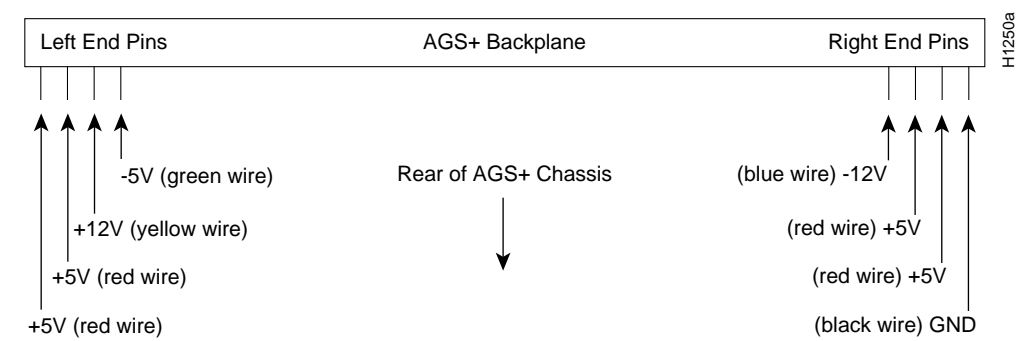 Left End Pins AGS+ Backplane Right End Pins
H1250a
-5V (green wire) Rear of AGS+ Chassis (blue wire) -12V
+12V (yellow wire) (red wire) +5V
+5V (red wire) (red wire) +5V
+5V (red wire) (black wire) GND